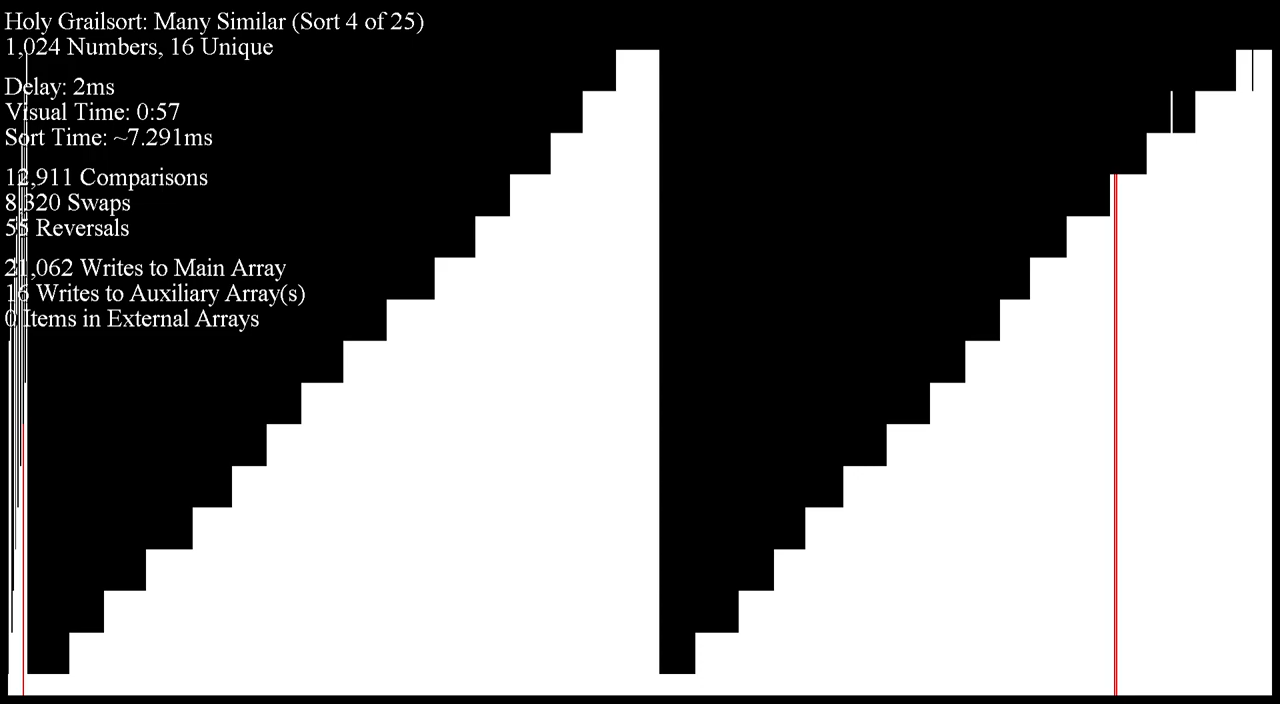 Holy Grailsort: Many Similar (Sort 4 of 25)
1,024 Numbers, 16 Unique
Delay: 2ms
Visual Time: 0:57
Sort Time: ~7.291ms
12,911 Comparisons
8,320 Swaps
55 Reversals
21,062 Writes to Main Array
16 Writes to Auxiliary Array(s)
0 Items in External Arrays